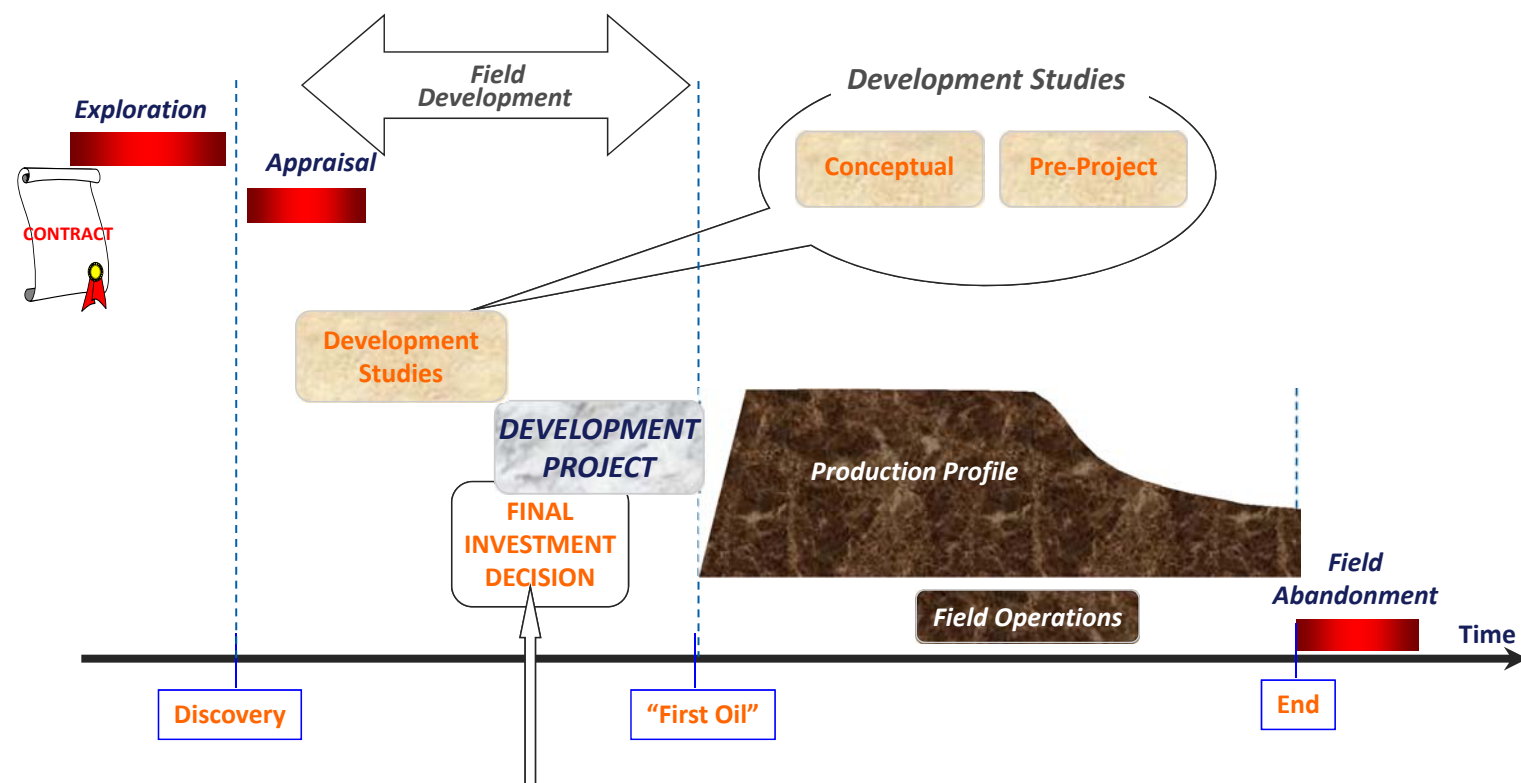 Field
Development
Development Studies
Exploration
Appraisal
Conceptual
Pre-Project
CONTRACT
Development
Studies
DEVELOPMENT
PROJECT
Production Profile
FINAL
INVESTMENT
DECISION
Field
Abandonment
Field Operations
Time
Discovery
“First Oil”
End